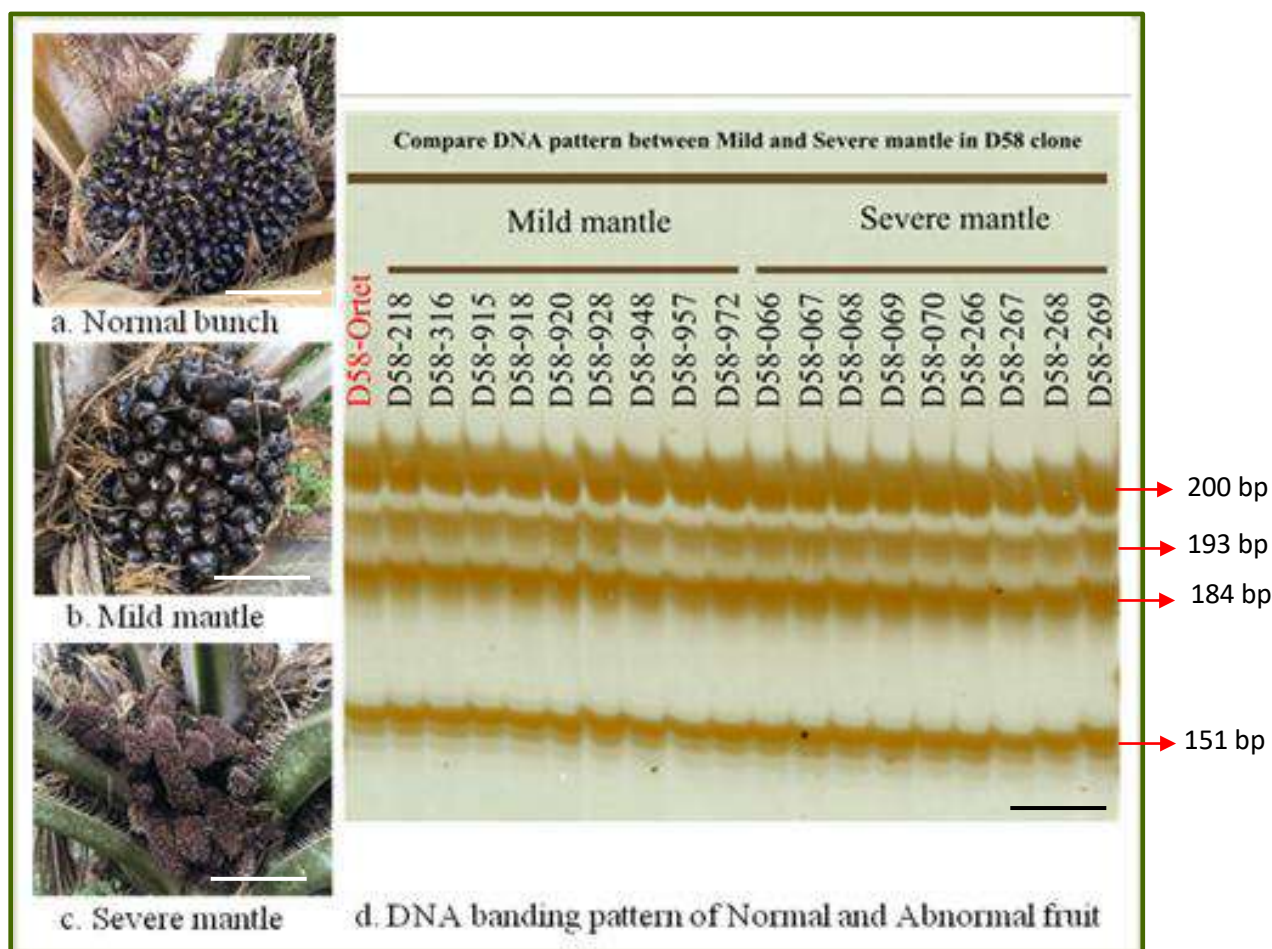 a. Normal bunch
b. Mild mantle
c. Severe mantle
Compare DNA pattern between Mild and Severe mantle in D58 clone
Mild mantle
Severe mantle
D58-Ortet
D58-218
D58-316
D58-915
D58-918
D58-920
D58-928
D58-948
D58-957
D58-972
D58-066
D58-067
D58-068
D58-069
D58-070
D58-266
D58-267
D58-268
D58-269
200 bp
193 bp
184 bp
151 bp
d. DNA banding pattern of Normal and Abnormal fruit